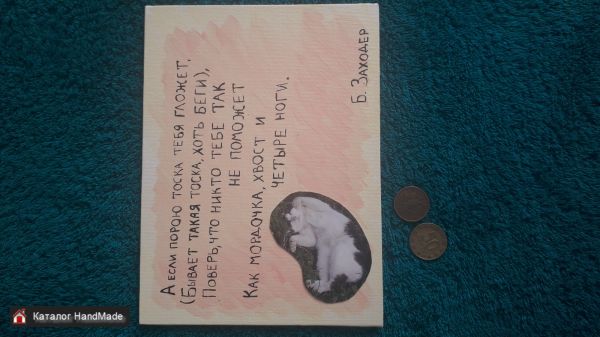 А если порою тоска тебя гложет,
(Бывает такая тоска, хоть беги),
Поверь, что никто тебе так
не поможет
Как мордочка, хвост и
четыре ноги.
Б. Заходер
Каталог HandMade